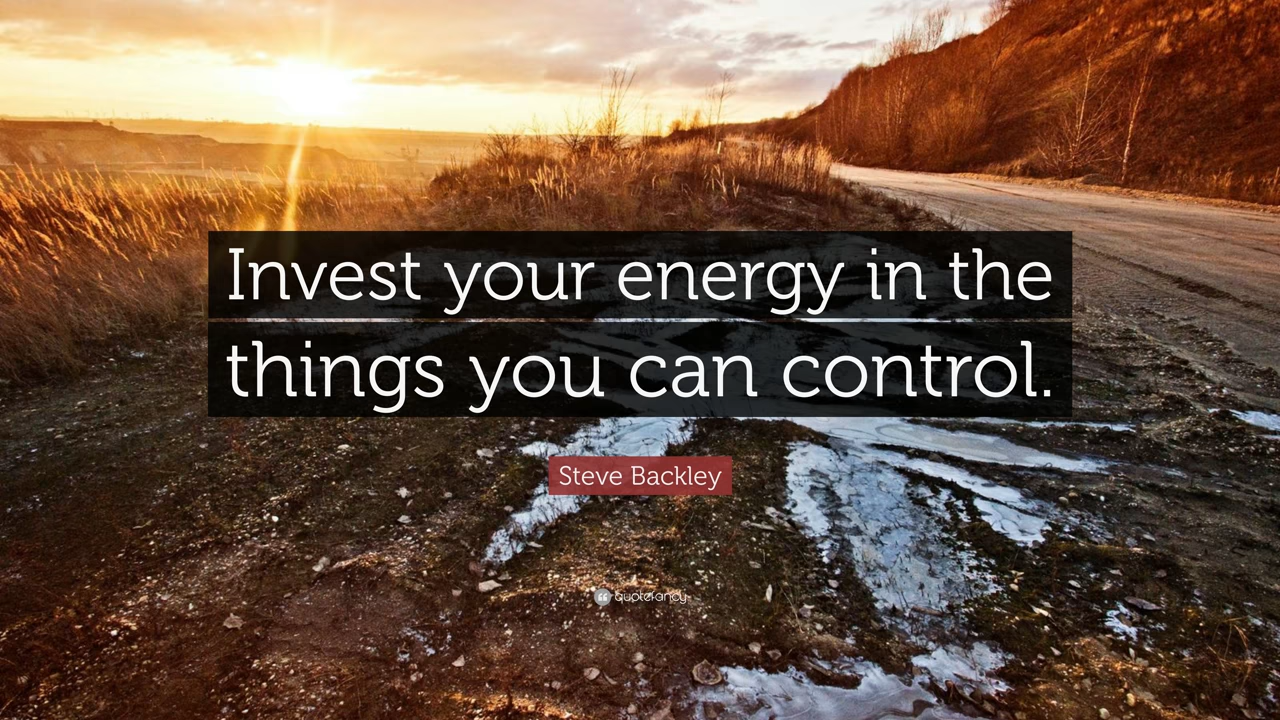 Invest your energy in the
things you can control.
Steve Backley
quotefancy